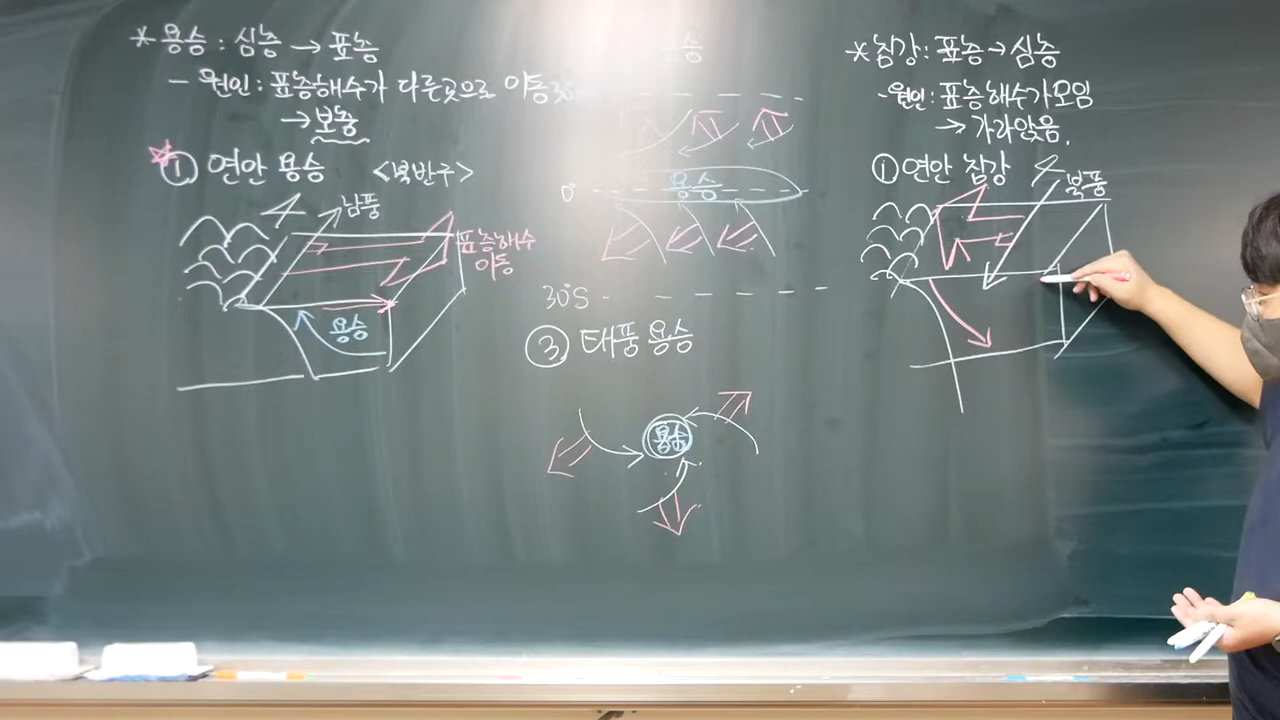 * 용승 : 심층 → 표층
- 원인 : 표층해수가 다른곳으로 이동
→ 보충
① 연안 용승 <북반구>
남풍
표층해수
이동
용승
0°
용승
30°S
③ 태풍 용승
용승
* 침강 : 표층 → 심층
- 원인 : 표층해수가 모임
→ 가라앉음.
① 연안 침강
북풍